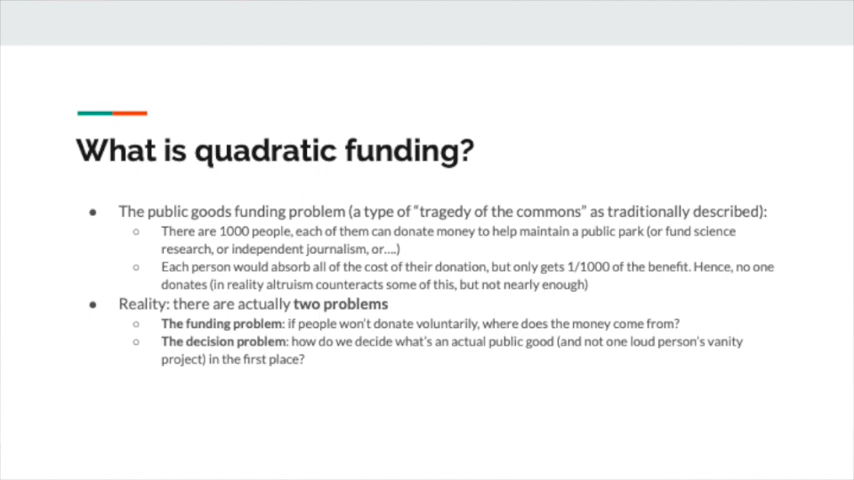 What is quadratic funding?
● The public goods funding problem (a type of “tragedy of the commons” as traditionally described):
○ There are 1000 people, each of them can donate money to help maintain a public park (or fund science
research, or independent journalism, or....)
○ Each person would absorb all of the cost of their donation, but only gets 1/1000 of the benefit. Hence, no one
donates (in reality altruism counteracts some of this, but not nearly enough)
● Reality: there are actually two problems
○ The funding problem: if people won’t donate voluntarily, where does the money come from?
○ The decision problem: how do we decide what’s an actual public good (and not one loud person’s vanity
project) in the first place?